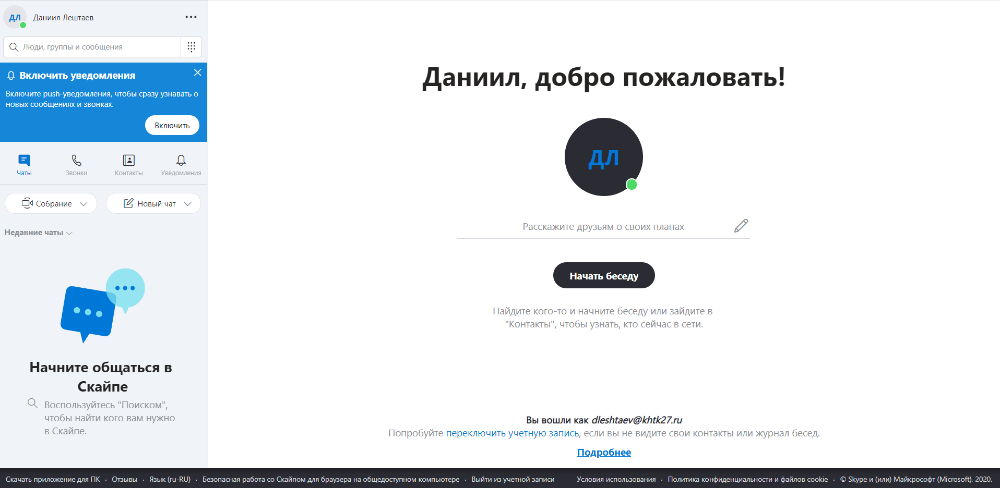 ДЛ
Даниил Лештаев
Люди, группы и сообщения
Включить уведомления
Включите push-уведомления, чтобы сразу узнавать о
новых сообщениях и звонках.
Включить
Чаты
Звонки
Контакты
Уведомления
Собрание
Новый чат
Недавние чаты
Начните общаться в
Скайпе
Воспользуйтесь "Поиском",
чтобы найти кого вам нужно
в Скайпе.
Даниил, добро пожаловать!
ДЛ
Расскажите друзьям о своих планах
Начать беседу
Найдите кого-то и начните беседу или зайдите в
"Контакты", чтобы узнать, кто сейчас в сети.
Вы вошли как dleshtaev@khtk27.ru
Попробуйте переключить учетную запись, если вы не видите свои контакты или журнал бесед.
Подробнее
Скачать приложение для ПК · Отзывы · Язык (ru-RU) · Безопасная работа со Скайпом для браузера на общедоступном компьютере · Выйти из учетной записи Условия использования · Политика конфиденциальности и файлов cookie · © Skype и (или) Майкрософт (Microsoft), 2020.